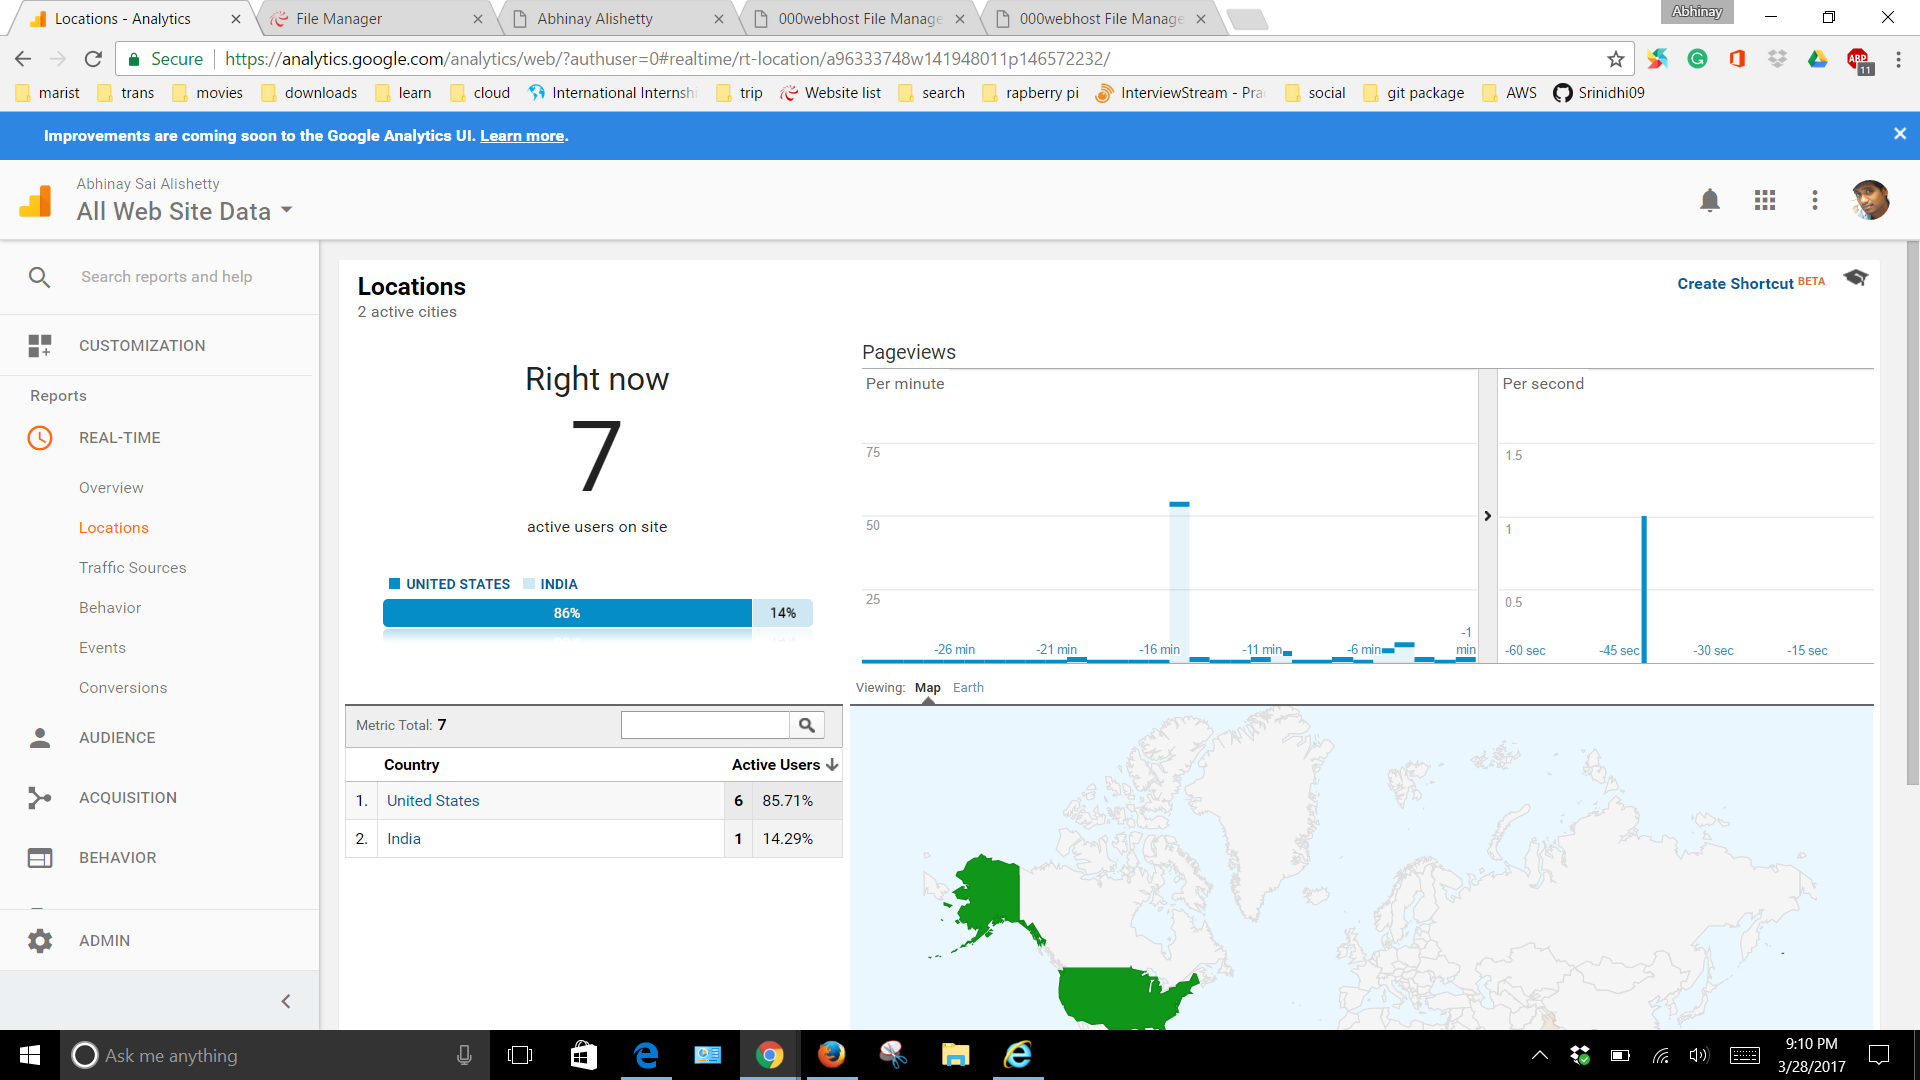 Locations - Analytics
File Manager
Abhinay Alishetty
000webhost File Manage
000webhost File Manage
Abhinay
Secure
https://analytics.google.com/analytics/web/?authuser=0#realtime/rt-location/a96333748w141948011p146572232/
ABP
11
marist
trans
movies
downloads
learn
cloud
International Internshi
trip
Website list
search
rapberry pi
InterviewStream - Pra
social
git package
AWS
Srinidhi09
Improvements are coming soon to the Google Analytics UI. Learn more.
Abhinay Sai Alishetty
All Web Site Data
Search reports and help
CUSTOMIZATION
Reports
REAL-TIME
Overview
Locations
Traffic Sources
Behavior
Events
Conversions
AUDIENCE
ACQUISITION
BEHAVIOR
ADMIN
Locations
2 active cities
Create Shortcut BETA
Right now
7
active users on site
UNITED STATES
INDIA
86%
14%
Pageviews
Per minute
75
50
25
-26 min
-21 min
-16 min
-11 min
-6 min
-1
min
Per second
1.5
1
0.5
-60 sec
-45 sec
-30 sec
-15 sec
Viewing: Map Earth
Metric Total: 7
Country
Active Users
1. United States 6 85.71%
2. India 1 14.29%
Ask me anything
9:10 PM
3/28/2017